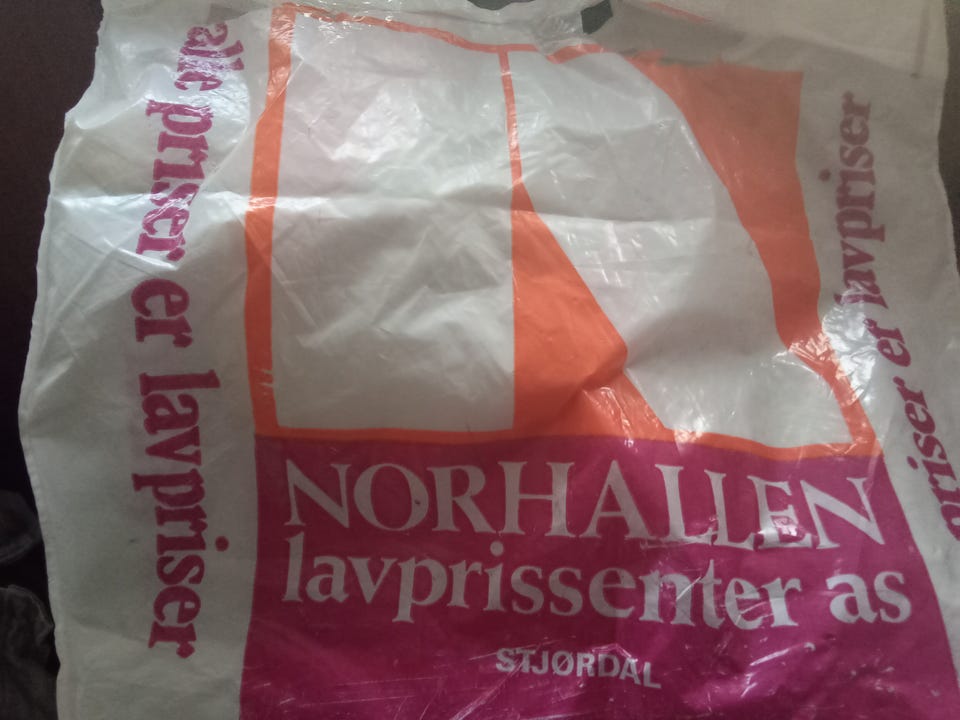 alle priser er lavpriser
NORHALLEN
lavprissenter as
STJØRDAL
priser er lavpriser